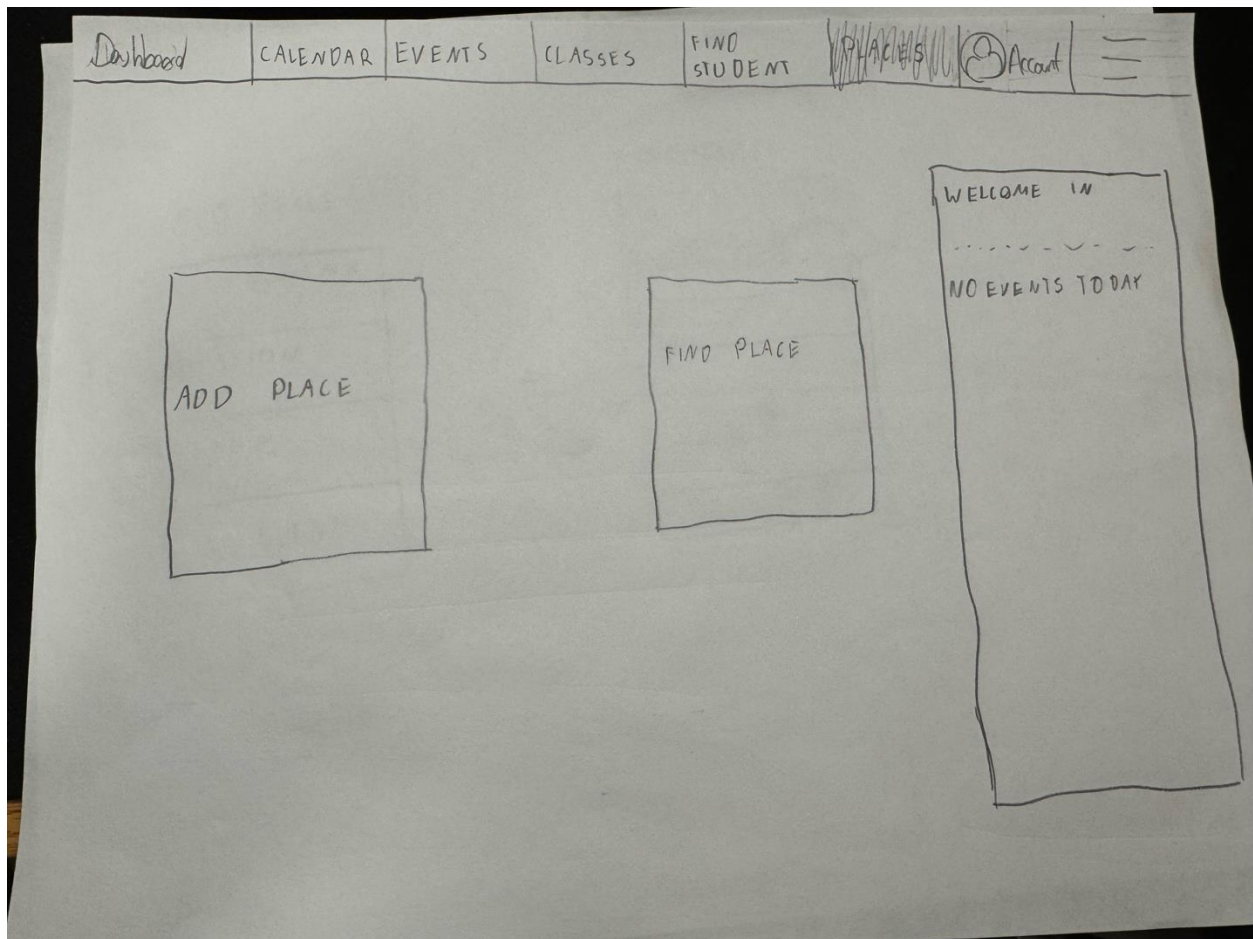 Dashboard
CALENDAR
EVENTS
CLASSES
FIND
STUDENT
PLACES
Account
WELCOME IN
NO EVENTS TODAY
ADD PLACE
FIND PLACE